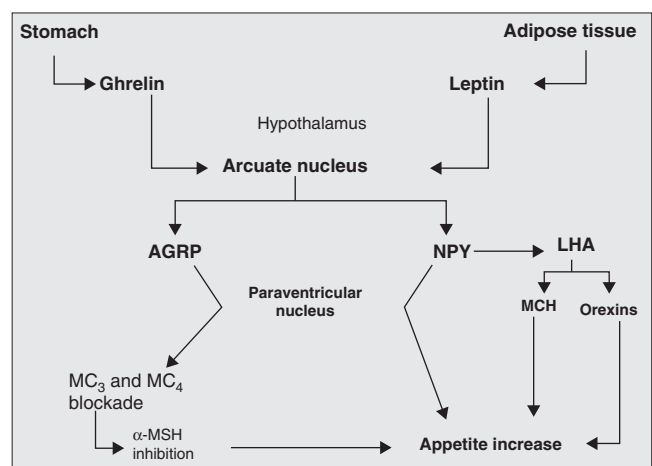 Stomach
Adipose tissue
Ghrelin
Leptin
Hypothalamus
Arcuate nucleus
AGRP
NPY
LHA
Paraventricular
nucleus
MCH
Orexins
MC₃ and MC₄
blockade
α-MSH
inhibition
Appetite increase